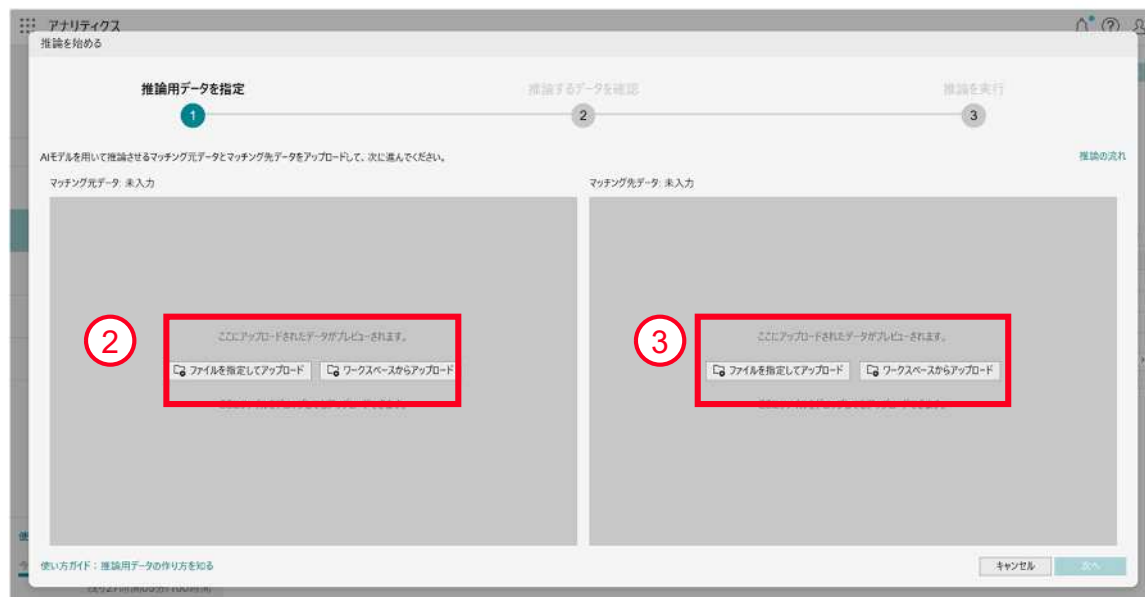 アナリティクス
推論を始める
推論用データを指定
推論するデータを確認
推論を実行
1
2
3
AIモデルを用いて推論させるマッチング元データとマッチング先データをアップロードして、次に進んでください。
推論の流れ
マッチング元データ: 未入力
マッチング先データ: 未入力
②
ここにアップロードされたデータがプレビューされます。
ファイルを指定してアップロード
ワークスペースからアップロード
③
ここにアップロードされたデータがプレビューされます。
ファイルを指定してアップロード
ワークスペースからアップロード
使い方ガイド：推論用データの作り方を知る
キャンセル
次へ